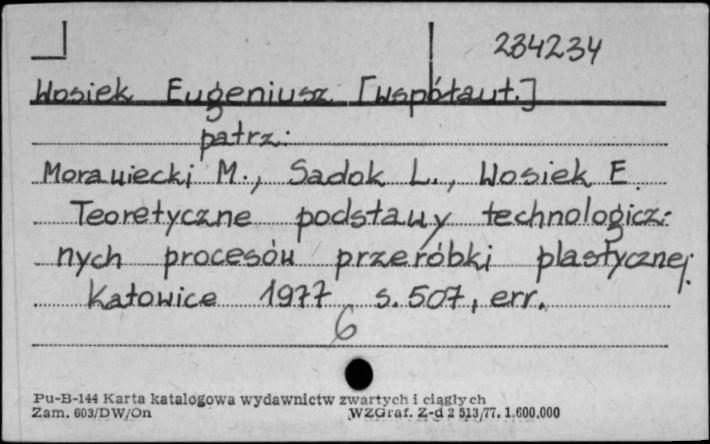 234234
Wosiek Eugeniusz [współaut.]
patrz:
Morawiecki M., Sadok L., Wosiek E.
Teoretyczne podstawy technologicz-
nych procesów przeróbki plastycznej.
Katowice 1977 s. 507, err.
6
Pu-B-144 Karta katalogowa wydawnictw zwartych i ciągłych
Zam. 603/DW/On WZGraf. Z-d 2 513/77. 1.600.000